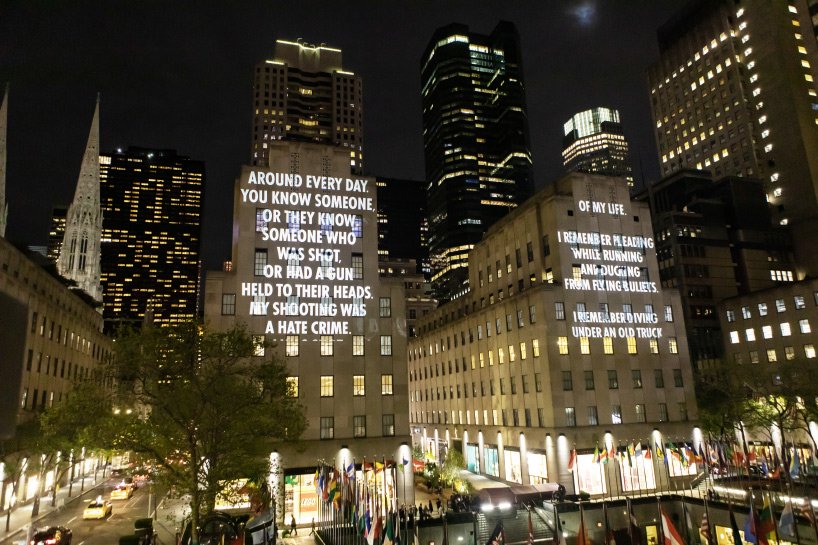 AROUND EVERY DAY.
YOU KNOW SOMEONE,
OR THEY KNOW
SOMEONE WHO
WAS SHOT,
OR HAD A GUN
HELD TO THEIR HEADS.
MY SHOOTING WAS
A HATE CRIME.
OF MY LIFE.
I REMEMBER PLEADING
WHILE RUNNING
AND DUCKING
FROM FLYING BULLETS.
I REMEMBER DIVING
UNDER AN OLD TRUCK